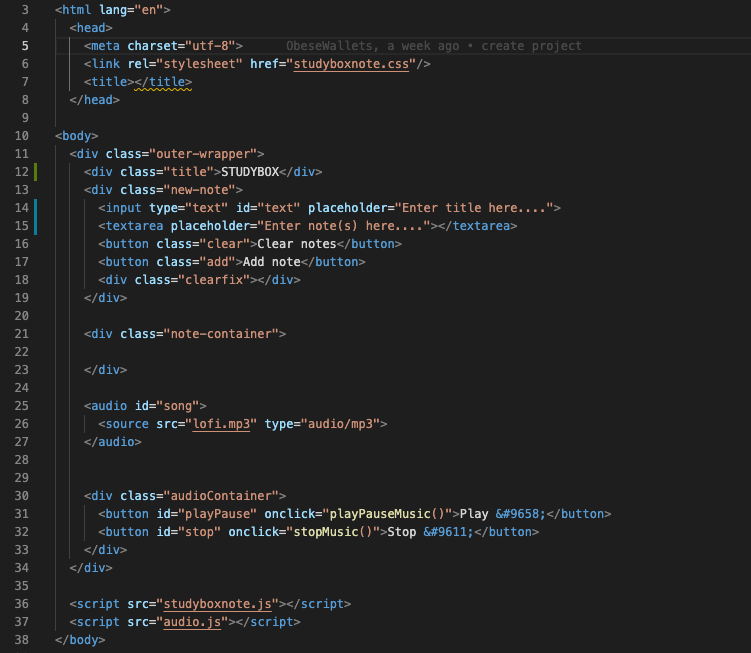 3 <html lang="en">
4 <head>
5 <meta charset="utf-8"> ObeseWallets, a week ago • create project
6 <link rel="stylesheet" href="studyboxnote.css"/>
7 <title></title>
8 </head>
9
10 <body>
11 <div class="outer-wrapper">
12 <div class="title">STUDYBOX</div>
13 <div class="new-note">
14 <input type="text" id="text" placeholder="Enter title here....">
15 <textarea placeholder="Enter note(s) here...."></textarea>
16 <button class="clear">Clear notes</button>
17 <button class="add">Add note</button>
18 <div class="clearfix"></div>
19 </div>
20
21 <div class="note-container">
22
23 </div>
24
25 <audio id="song">
26 <source src="lofi.mp3" type="audio/mp3">
27 </audio>
28
29
30 <div class="audioContainer">
31 <button id="playPause" onclick="playPauseMusic()">Play &#9658;</button>
32 <button id="stop" onclick="stopMusic()">Stop &#9611;</button>
33 </div>
34 </div>
35
36 <script src="studyboxnote.js"></script>
37 <script src="audio.js"></script>
38 </body>